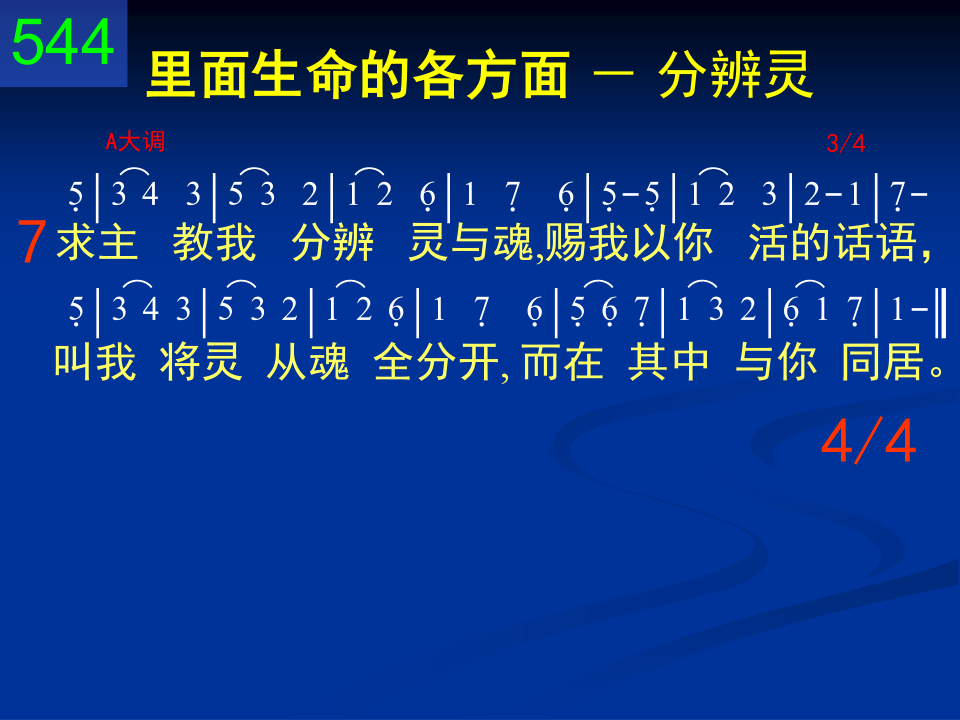 544
里面生命的各方面 － 分辨灵
A大调 3/4
5̣|3 4 3|5 3 2|1 2 6̣|1 7̣ 6̣|5̣-5̣|1 2 3|2-1|7̣-
7 求主 教我 分辨 灵与魂,赐我以你 活的话语，
5̣|3 4 3|5 3 2|1 2 6̣|1 7̣ 6̣|5̣ 6̣ 7̣|1 3 2|6̣ 1 7̣|1-‖
叫我 将灵 从魂 全分开, 而在 其中 与你 同居。
4/4